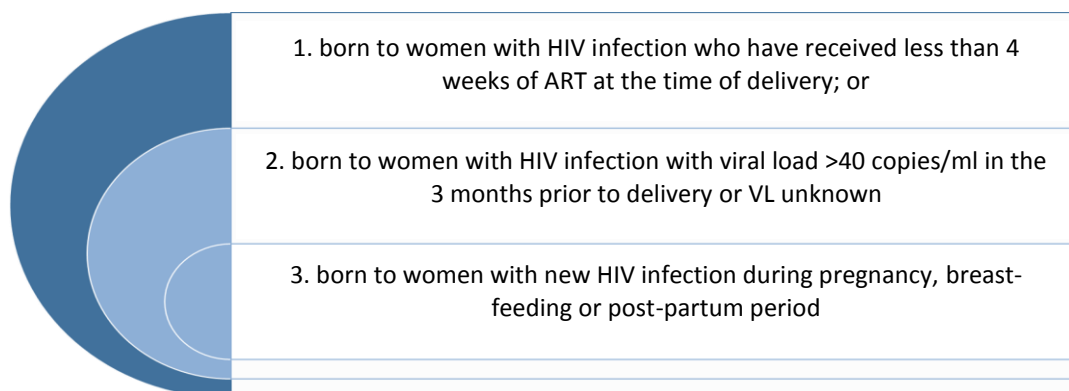 1. born to women with HIV infection who have received less than 4
weeks of ART at the time of delivery; or
2. born to women with HIV infection with viral load >40 copies/ml in the
3 months prior to delivery or VL unknown
3. born to women with new HIV infection during pregnancy, breast-
feeding or post-partum period